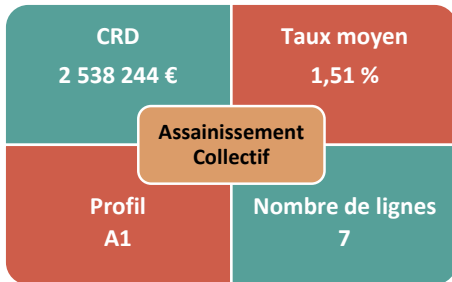 CRD
2 538 244 €
Taux moyen
1,51 %
Assainissement
Collectif
Profil
A1
Nombre de lignes
7